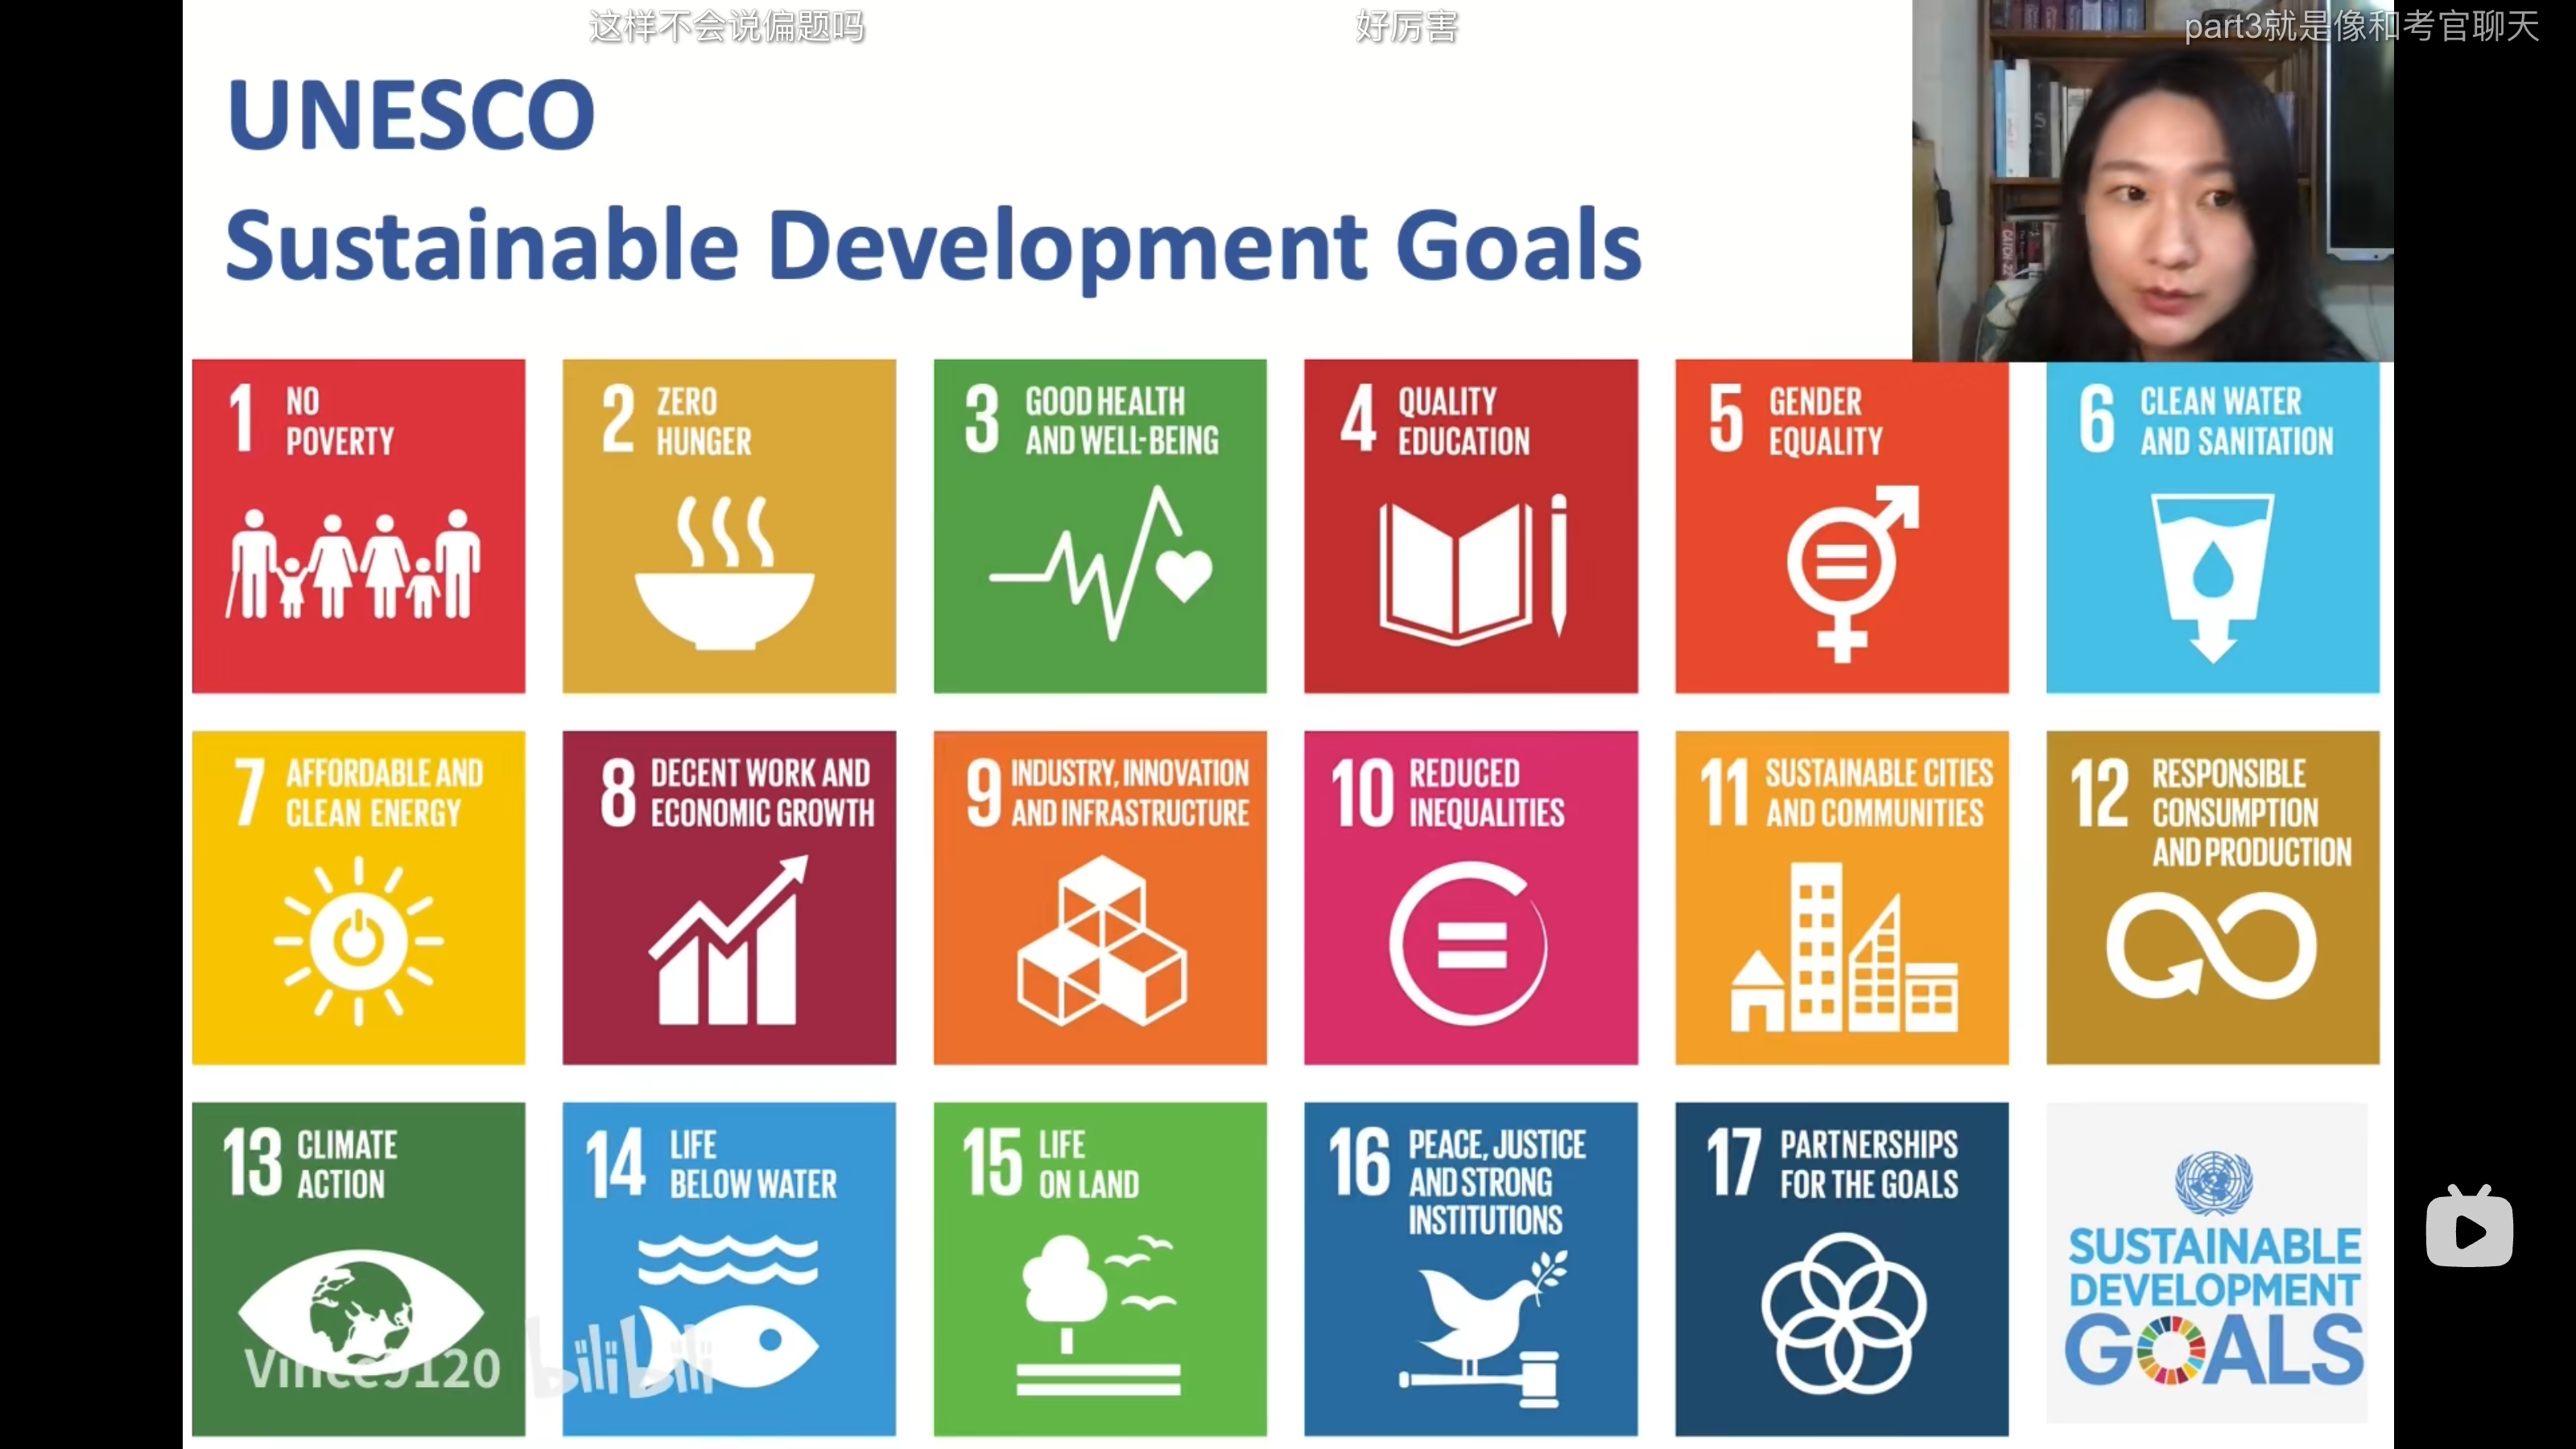 这样不会说偏题吗
好厉害
part3就是像和考官聊天
UNESCO
Sustainable Development Goals
CATCH-22
1 NO
POVERTY
2 ZERO
HUNGER
3 GOOD HEALTH
AND WELL-BEING
4 QUALITY
EDUCATION
5 GENDER
EQUALITY
6 CLEAN WATER
AND SANITATION
7 AFFORDABLE AND
CLEAN ENERGY
8 DECENT WORK AND
ECONOMIC GROWTH
9 INDUSTRY, INNOVATION
AND INFRASTRUCTURE
10 REDUCED
INEQUALITIES
11 SUSTAINABLE CITIES
AND COMMUNITIES
12 RESPONSIBLE
CONSUMPTION
AND PRODUCTION
13 CLIMATE
ACTION
14 LIFE
BELOW WATER
15 LIFE
ON LAND
16 PEACE, JUSTICE
AND STRONG
INSTITUTIONS
17 PARTNERSHIPS
FOR THE GOALS
SUSTAINABLE
DEVELOPMENT
GOALS
Vince9120 bilibili